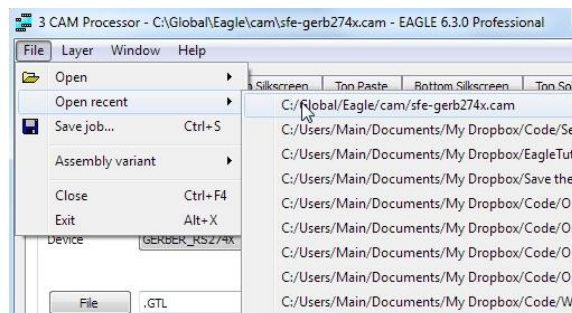 3 CAM Processor - C:\Global\Eagle\cam\sfe-gerb274x.cam - EAGLE 6.3.0 Professional
File Layer Window Help
Open
Silkscreen Top Paste Bottom Silkscreen Top So
Open recent
C:/Global/Eagle/cam/sfe-gerb274x.cam
Save job... Ctrl+S
C:/Users/Main/Documents/My Dropbox/Code/Se
Assembly variant
C:/Users/Main/Documents/My Dropbox/EagleTut
C:/Users/Main/Documents/My Dropbox/Save the
Close Ctrl+F4
C:/Users/Main/Documents/My Dropbox/Code/O
Exit Alt+X
C:/Users/Main/Documents/My Dropbox/Code/O
Device GERBER_RS274X
C:/Users/Main/Documents/My Dropbox/Code/O
C:/Users/Main/Documents/My Dropbox/Code/O
File .GTL
C:/Users/Main/Documents/My Dropbox/Code/W